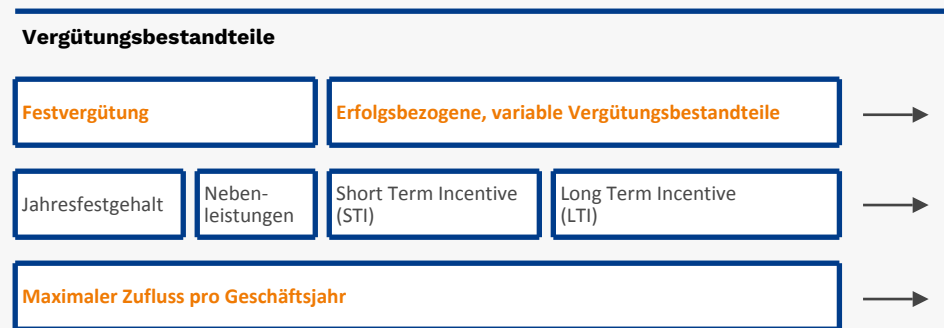 Vergütungsbestandteile
Festvergütung
Erfolgsbezogene, variable Vergütungsbestandteile
Jahresfestgehalt
Neben-
leistungen
Short Term Incentive
(STI)
Long Term Incentive
(LTI)
Maximaler Zufluss pro Geschäftsjahr